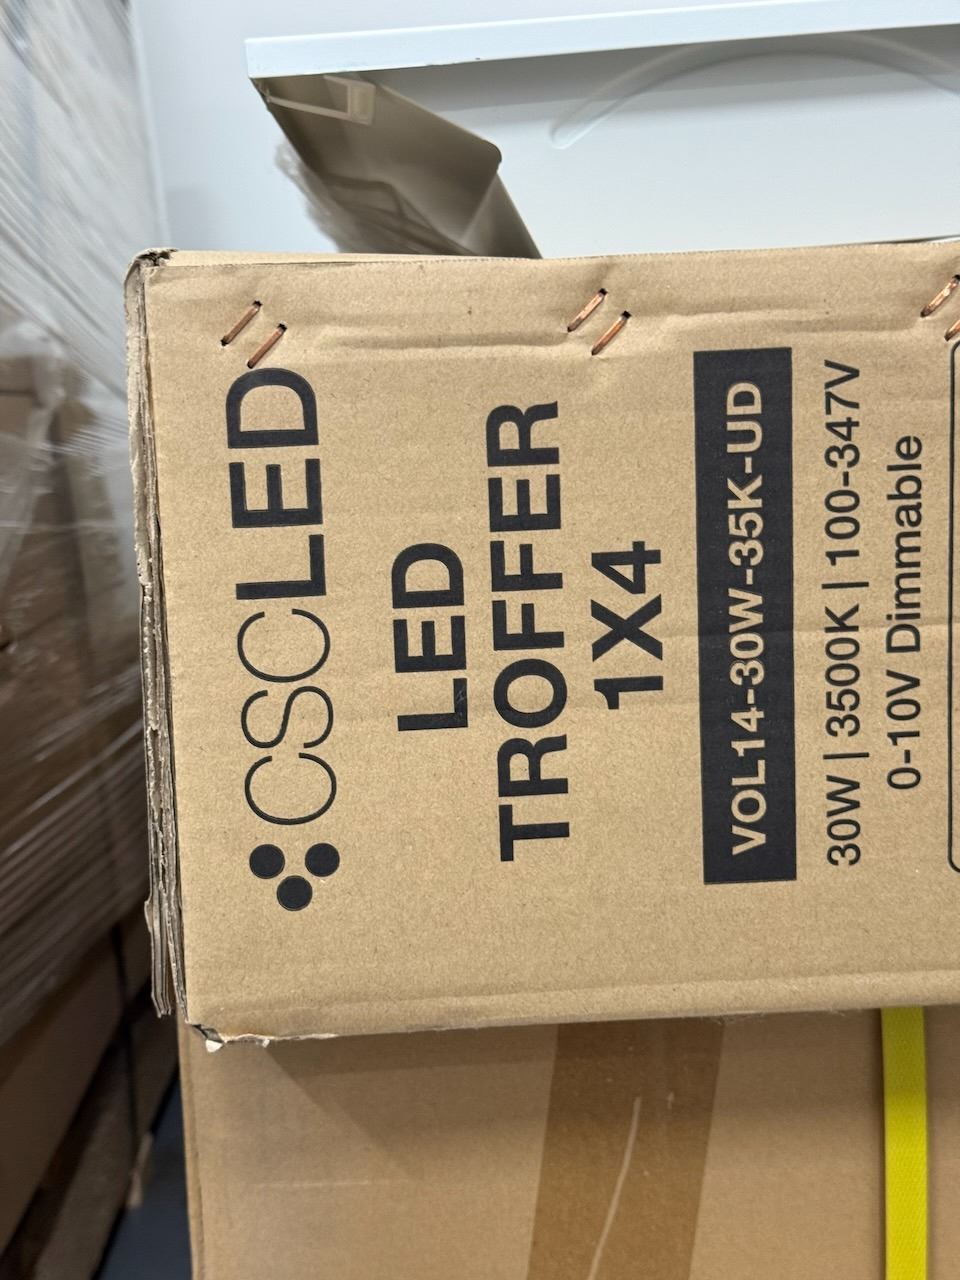 CSCLED
LED
TROFFER
1X4
VOL14-30W-35K-UD
30W | 3500K | 100-347V
0-10V Dimmable